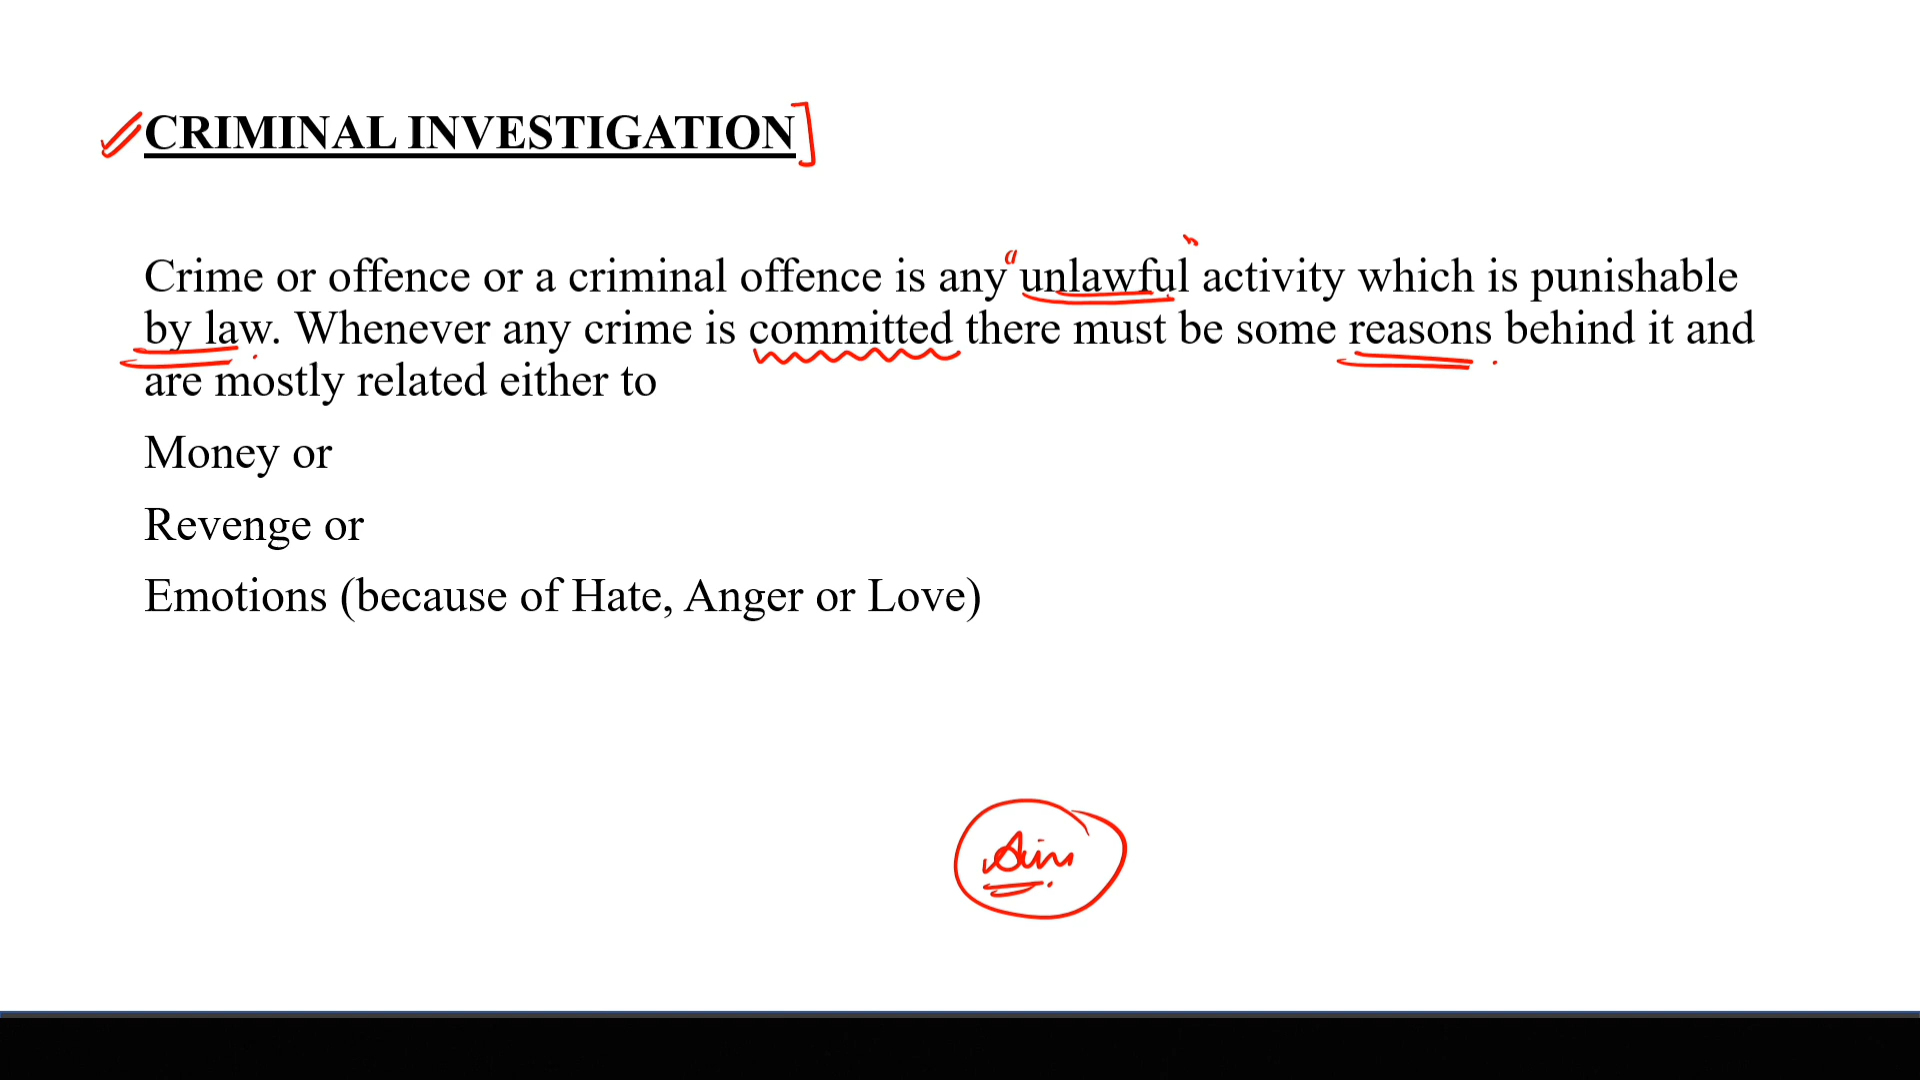 CRIMINAL INVESTIGATION
Crime or offence or a criminal offence is any "unlawful" activity which is punishable
by law. Whenever any crime is committed there must be some reasons behind it and
are mostly related either to
Money or
Revenge or
Emotions (because of Hate, Anger or Love)
Aim